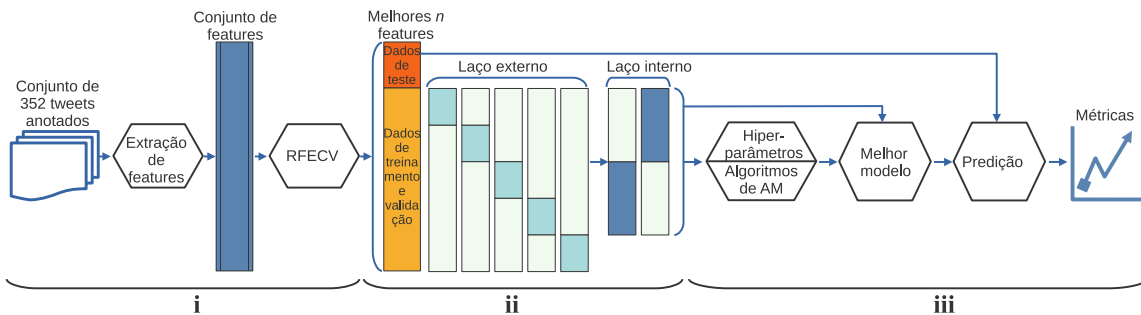 Conjunto de
352 tweets
anotados
Extração
de
features
Conjunto de
features
RFECV
Melhores n
features
Dados
de
teste
Dados
de
treina
mento
e
valida
ção
Laço externo
Laço interno
Hiper-
parâmetros
Algoritmos
de AM
Melhor
modelo
Predição
Métricas
i
ii
iii